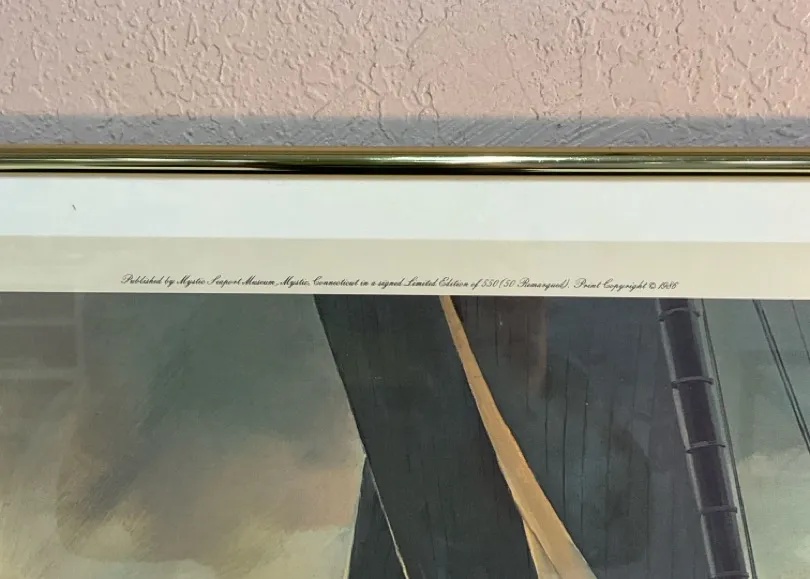 Published by Mystic Seaport Museum, Mystic, Connecticut in a signed Limited Edition of 550 (50 Remarqued). Print Copyright © 1986